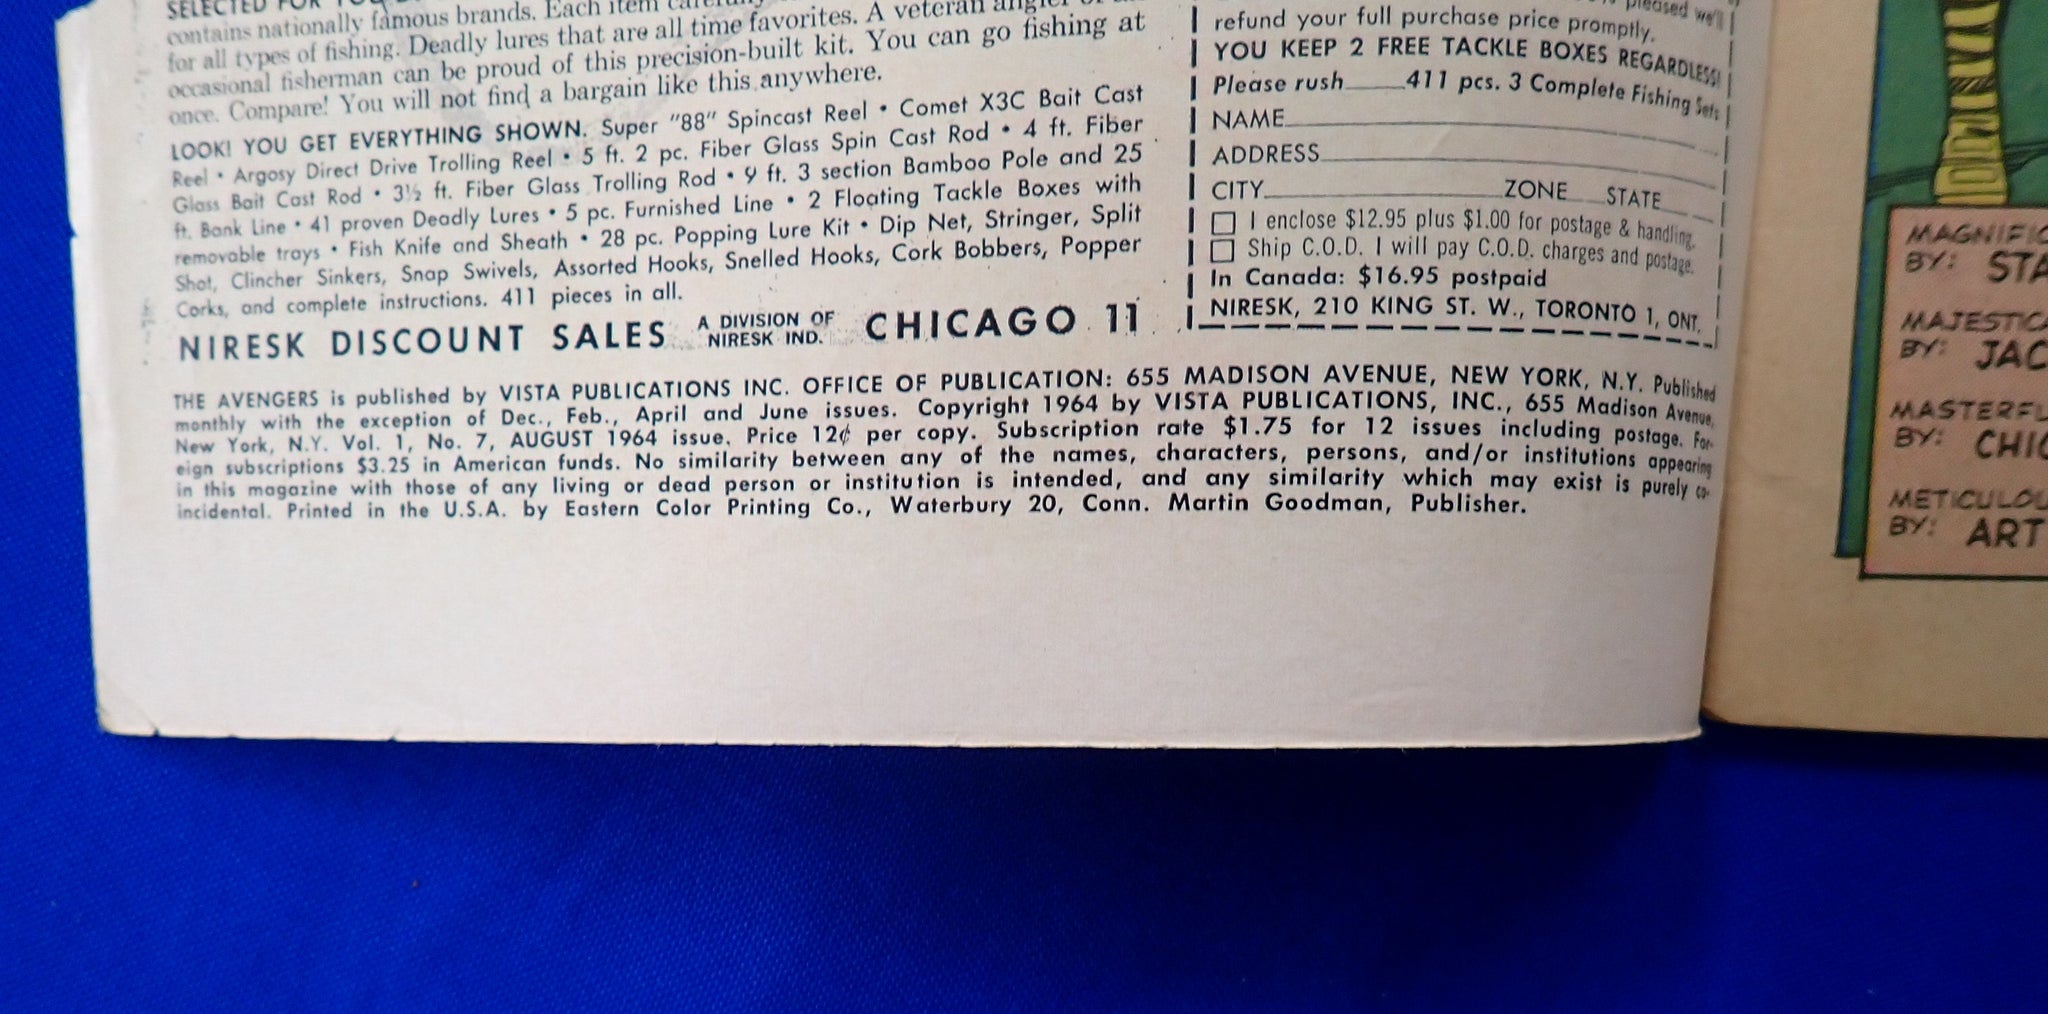 SELECTED FOR
contains nationally famous brands. Each item
for all types of fishing. Deadly lures that are all time favorites. A veteran angler
occasional fisherman can be proud of this precision-built kit. You can go fishing at
once. Compare! You will not find a bargain like this anywhere.
LOOK! YOU GET EVERYTHING SHOWN. Super "88" Spincast Reel • Comet X3C Bait Cast
Reel • Argosy Direct Drive Trolling Reel • 5 ft. 2 pc. Fiber Glass Spin Cast Rod • 4 ft. Fiber
Glass Bait Cast Rod • 3½ ft. Fiber Glass Trolling Rod • 9 ft. 3 section Bamboo Pole and 25
ft. Bank Line • 41 proven Deadly Lures • 5 pc. Furnished Line • 2 Floating Tackle Boxes with
removable trays • Fish Knife and Sheath • 28 pc. Popping Lure Kit • Dip Net, Stringer, Split
Shot, Clincher Sinkers, Snap Swivels, Assorted Hooks, Snelled Hooks, Cork Bobbers, Popper
Corks, and complete instructions. 411 pieces in all.
NIRESK DISCOUNT SALES A DIVISION OF NIRESK IND. CHICAGO 11
pleased we'll
refund your full purchase price promptly.
YOU KEEP 2 FREE TACKLE BOXES REGARDLESS!
Please rush____411 pcs. 3 Complete Fishing Sets
NAME
ADDRESS
CITY ZONE STATE
I enclose $12.95 plus $1.00 for postage & handling.
Ship C.O.D. I will pay C.O.D. charges and postage.
In Canada: $16.95 postpaid
NIRESK, 210 KING ST. W., TORONTO 1, ONT.
THE AVENGERS is published by VISTA PUBLICATIONS INC. OFFICE OF PUBLICATION: 655 MADISON AVENUE, NEW YORK, N.Y. Published
monthly with the exception of Dec., Feb., April and June issues. Copyright 1964 by VISTA PUBLICATIONS, INC., 655 Madison Avenue,
New York, N.Y. Vol. 1, No. 7, AUGUST 1964 issue. Price 12¢ per copy. Subscription rate $1.75 for 12 issues including postage. For-
eign subscriptions $3.25 in American funds. No similarity between any of the names, characters, persons, and/or institutions appearing
in this magazine with those of any living or dead person or institution is intended, and any similarity which may exist is purely co-
incidental. Printed in the U.S.A. by Eastern Color Printing Co., Waterbury 20, Conn. Martin Goodman, Publisher.
MAGNIFIC
BY: STA
MAJESTICA
BY: JAC
MASTERFU
BY: CHIC
METICULOU
BY: ART